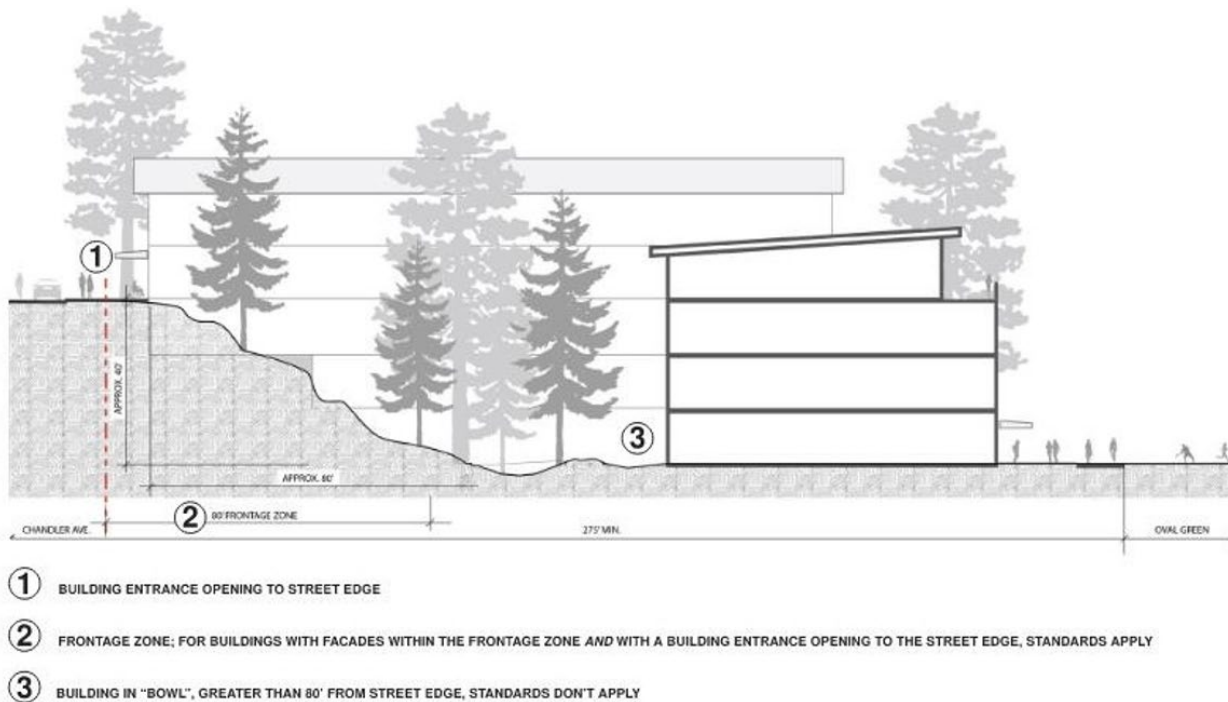 1
APPROX. 40'
3
APPROX. 80'
2 80' FRONTAGE ZONE
CHANDLER AVE. 275' MIN. OVAL GREEN
1 BUILDING ENTRANCE OPENING TO STREET EDGE
2 FRONTAGE ZONE; FOR BUILDINGS WITH FACADES WITHIN THE FRONTAGE ZONE AND WITH A BUILDING ENTRANCE OPENING TO THE STREET EDGE, STANDARDS APPLY
3 BUILDING IN “BOWL”, GREATER THAN 80’ FROM STREET EDGE, STANDARDS DON’T APPLY